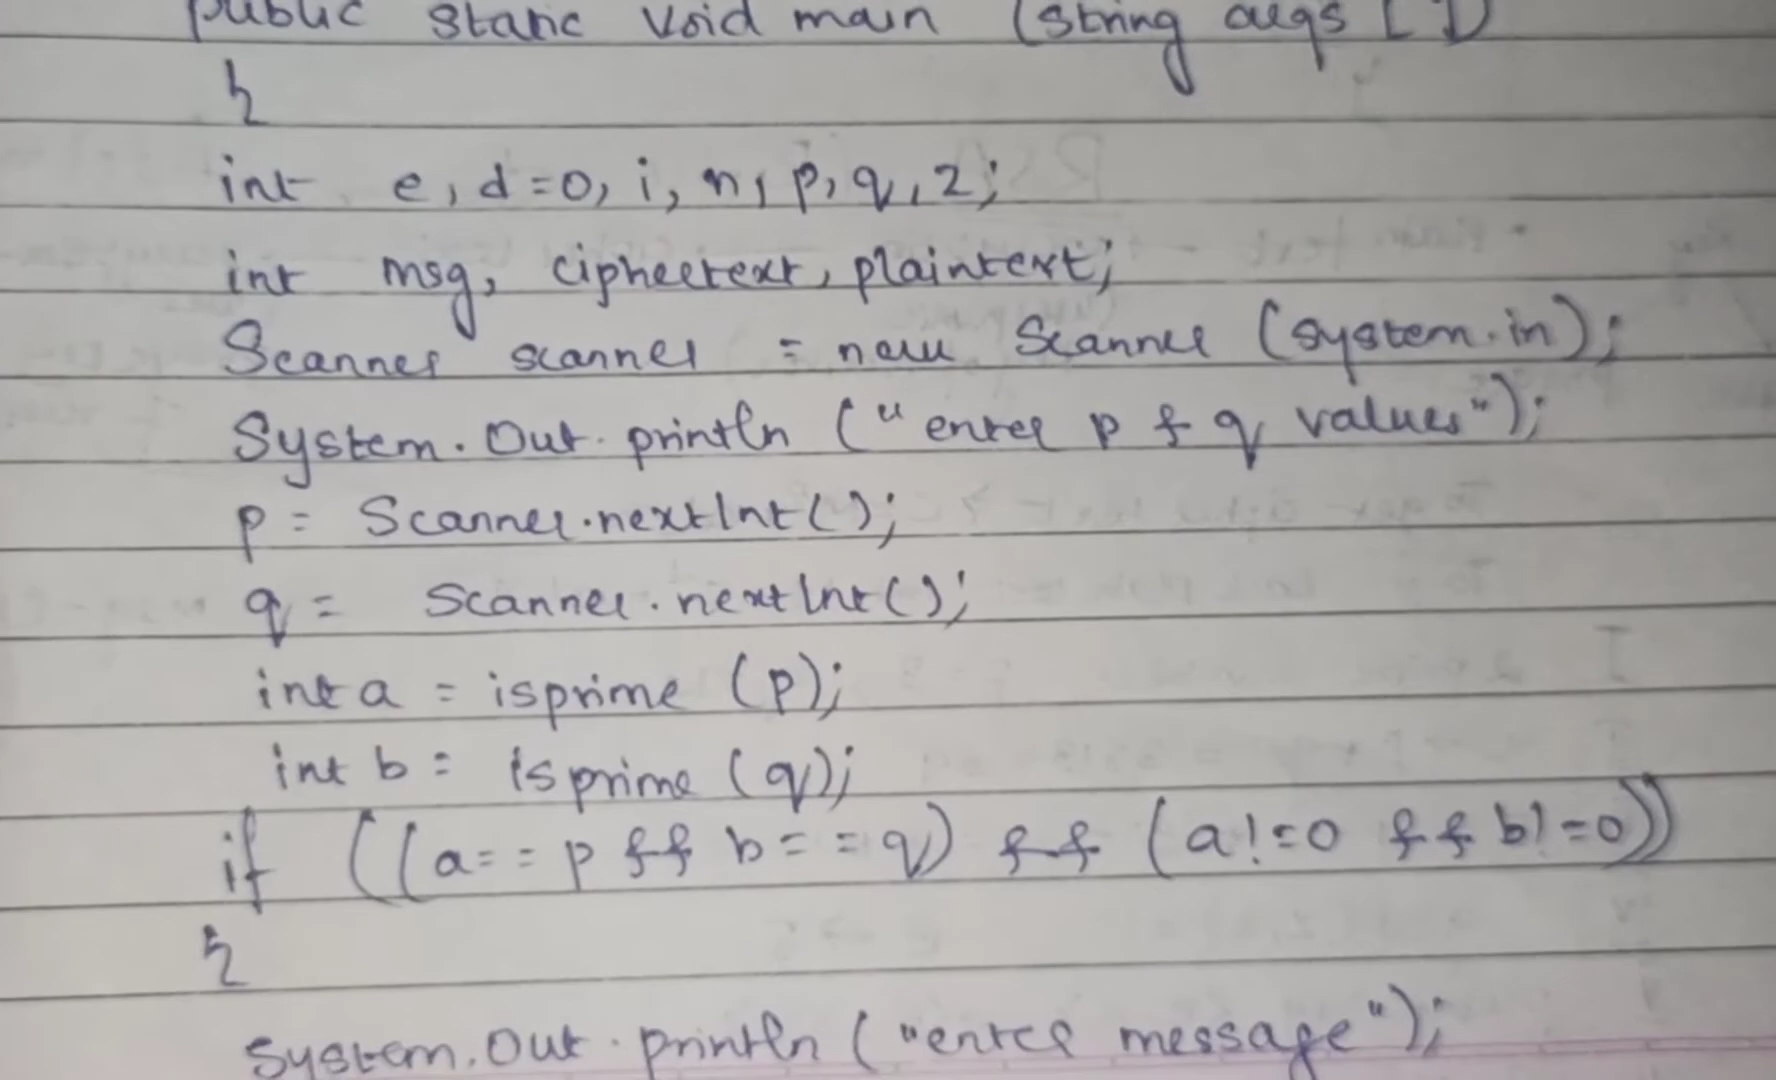 public static void main (String args [ ])
{
int e, d=0, i, n, p, q, z;
int msg, ciphertext, plaintext;
Scanner scanner = new Scanner (system.in);
System. Out. println ("enter p & q values");
p = Scanner.nextInt();
q = Scanner.nextInt();
int a = isprime (p);
int b = isprime (q);
if ((a==p && b==q) && (a!=0 && b!=0))
{
System. Out. println ("enter message");